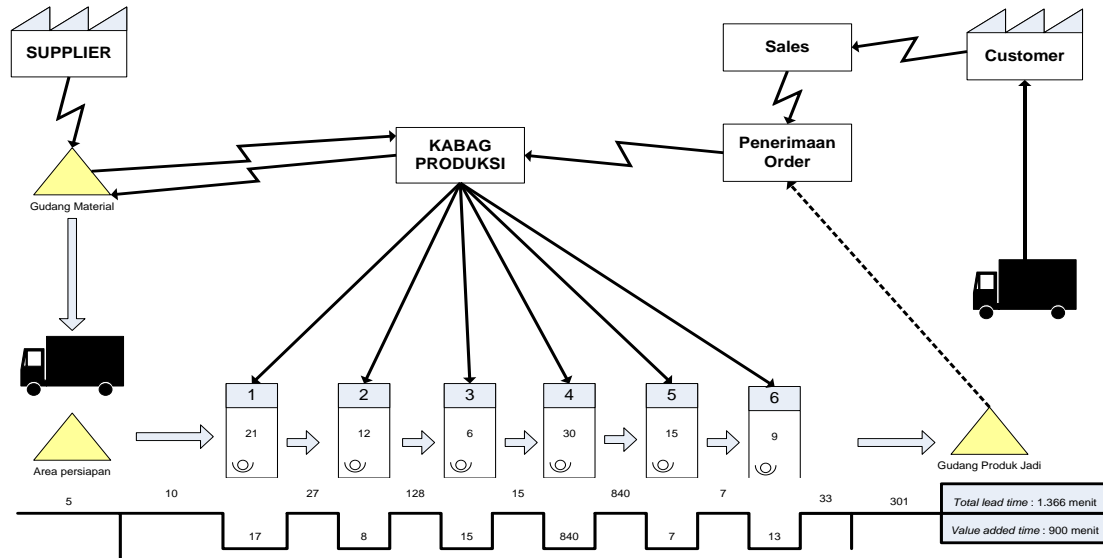 SUPPLIER
Sales
Customer
KABAG
PRODUKSI
Penerimaan
Order
Gudang Material
1
2
3
4
5
6
21
12
6
30
15
9
Area persiapan
Gudang Produk Jadi
5
10
27
128
15
840
7
33
301
Total lead time : 1.366 menit
17
8
15
840
7
13
Value added time : 900 menit